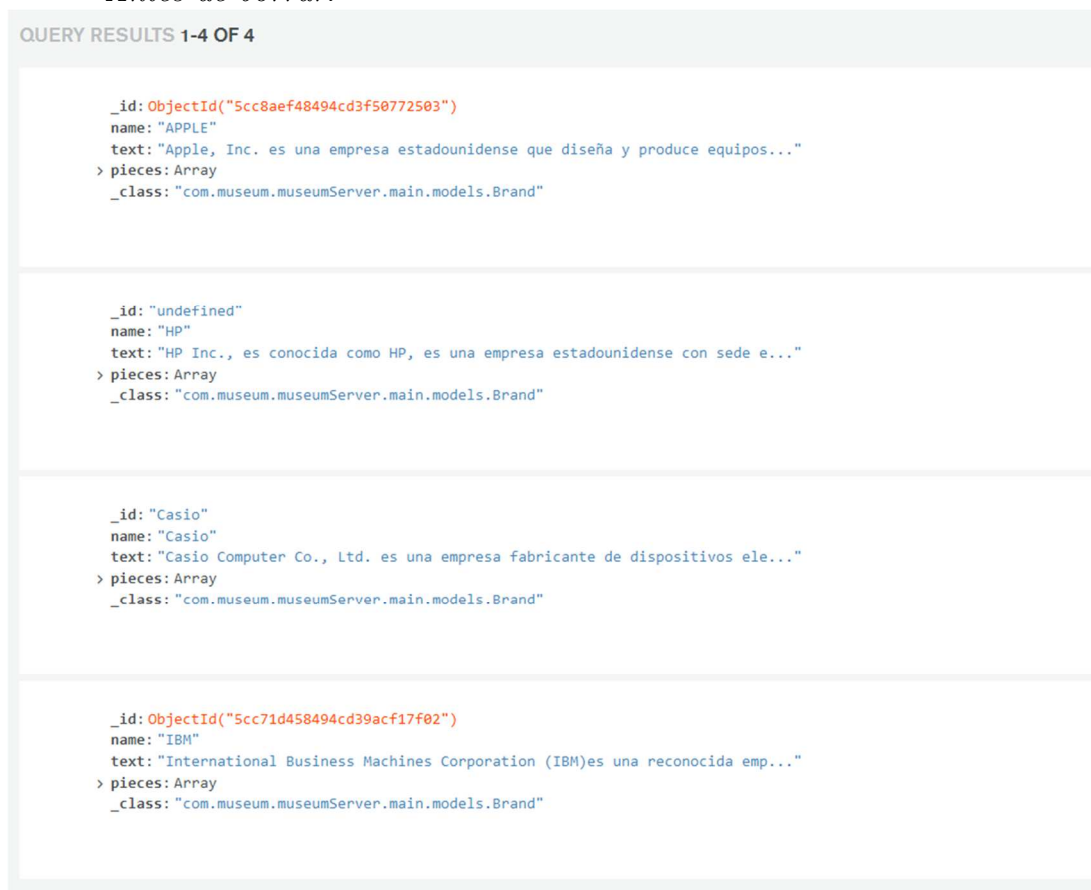 QUERY RESULTS 1-4 OF 4
_id: ObjectId("5cc8aef48494cd3f50772503")
name: "APPLE"
text: "Apple, Inc. es una empresa estadounidense que diseña y produce equipos..."
> pieces: Array
_class: "com.museum.museumServer.main.models.Brand"
_id: "undefined"
name: "HP"
text: "HP Inc., es conocida como HP, es una empresa estadounidense con sede e..."
> pieces: Array
_class: "com.museum.museumServer.main.models.Brand"
_id: "Casio"
name: "Casio"
text: "Casio Computer Co., Ltd. es una empresa fabricante de dispositivos ele..."
> pieces: Array
_class: "com.museum.museumServer.main.models.Brand"
_id: ObjectId("5cc71d458494cd39acf17f02")
name: "IBM"
text: "International Business Machines Corporation (IBM)es una reconocida emp..."
> pieces: Array
_class: "com.museum.museumServer.main.models.Brand"